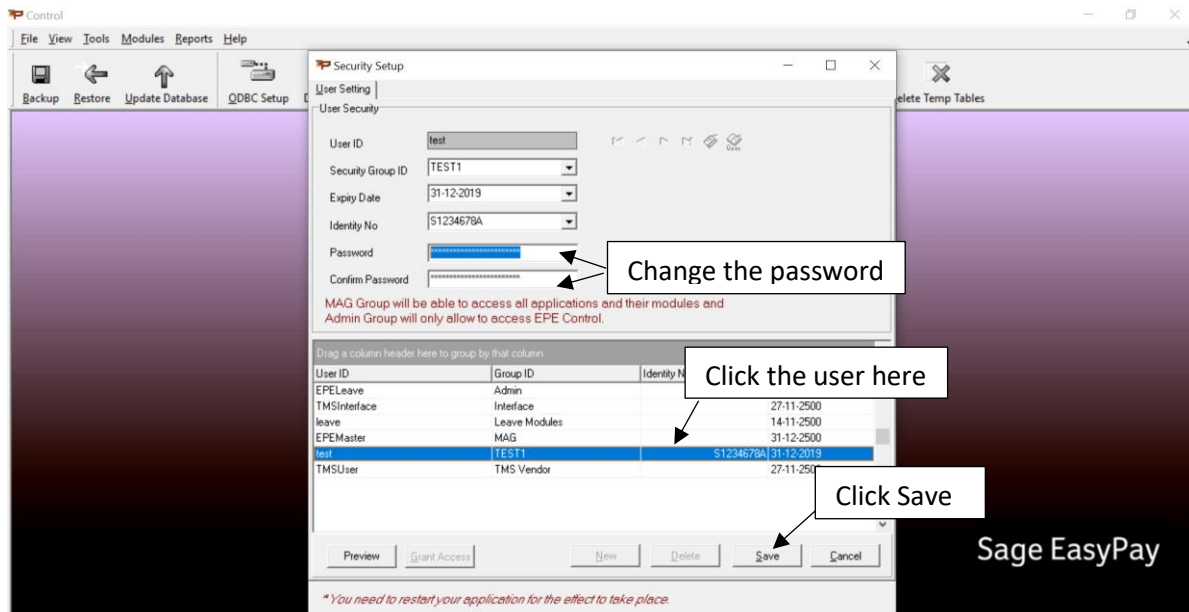 Control
File View Tools Modules Reports Help
Backup Restore Update Database ODBC Setup
elete Temp Tables
Security Setup
User Setting
User Security
User ID test
Security Group ID TEST1
Expiry Date 31-12-2019
Identity No S1234678A
Password ************************
Confirm Password ************************
Change the password
MAG Group will be able to access all applications and their modules and
Admin Group will only allow to access EPE Control.
Drag a column header here to group by that column
User ID Group ID Identity N
Click the user here
EPELeave Admin
TMSInterface Interface 27-11-2500
leave Leave Modules 14-11-2500
EPEMaster MAG 31-12-2500
test TEST1 S1234678A 31-12-2019
TMSUser TMS Vendor 27-11-250
Click Save
Preview Grant Access New Delete Save Cancel
Sage EasyPay
*You need to restart your application for the effect to take place.